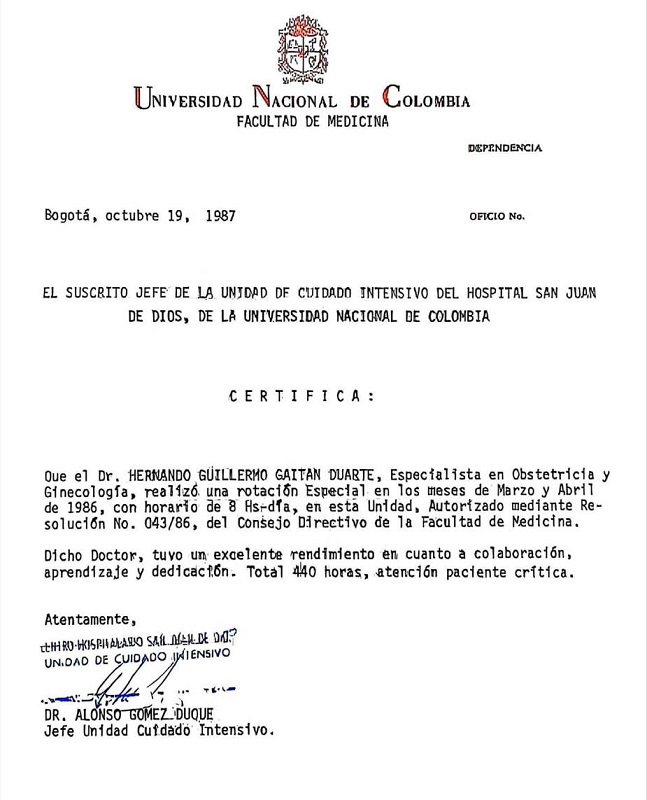 UNIVERSIDAD NACIONAL DE COLOMBIA
FACULTAD DE MEDICINA
DEPENDENCIA
Bogotá, octubre 19, 1987
OFICIO No.
EL SUSCRITO JEFE DE LA UNIDAD DE CUIDADO INTENSIVO DEL HOSPITAL SAN JUAN
DE DIOS, DE LA UNIVERSIDAD NACIONAL DE COLOMBIA
C E R T I F I C A :
Que el Dr. HERNANDO GUILLERMO GAITAN DUARTE, Especialista en Obstetricia y
Ginecología, realizó una rotación Especial en los meses de Marzo y Abril
de 1986, con horario de 8 Hs-día, en esta Unidad, Autorizado mediante Re-
solución No. 043/86, del Consejo Directivo de la Facultad de Medicina.
Dicho Doctor, tuvo un excelente rendimiento en cuanto a colaboración,
aprendizaje y dedicación. Total 440 horas, atención paciente crítica.
Atentamente,
SAN JUAN DE DIOS
UNIDAD DE CUIDADO INTENSIVO
DR. ALONSO GOMEZ DUQUE
Jefe Unidad Cuidado Intensivo.